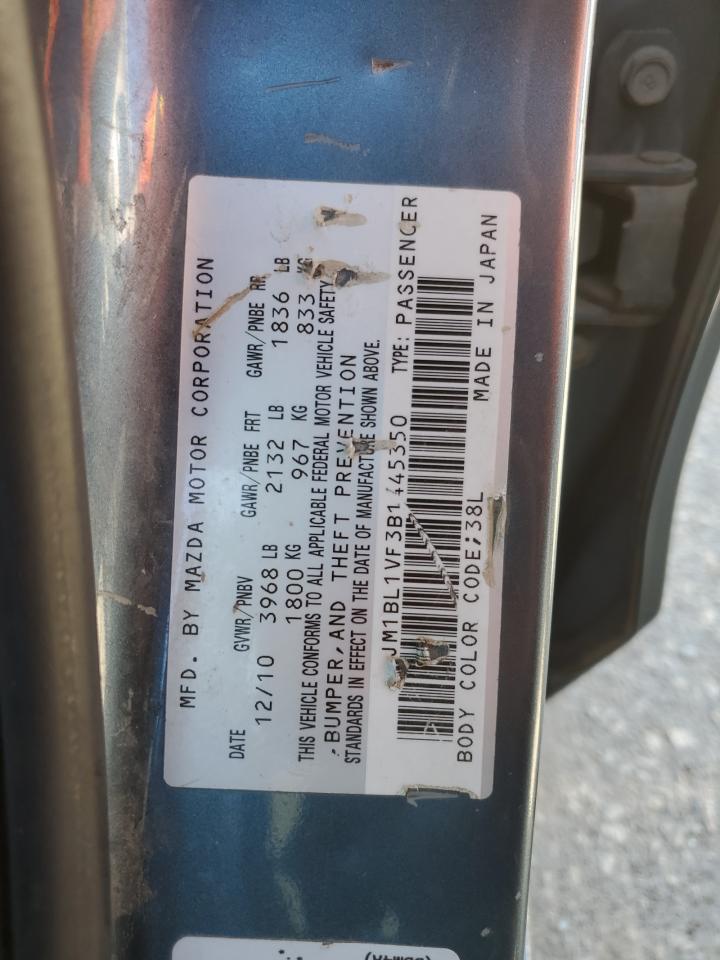 MFD. BY MAZDA MOTOR CORPORATION
DATE GVWR/PNBV GAWR/PNBE FRT GAWR/PNBE RR
12/10 3968 LB 2132 LB 1836 LB
1800 KG 967 KG 833 KG
THIS VEHICLE CONFORMS TO ALL APPLICABLE FEDERAL MOTOR VEHICLE SAFETY,
BUMPER, AND THEFT PREVENTION
STANDARDS IN EFFECT ON THE DATE OF MANUFACTURE SHOWN ABOVE.
JM1BL1VF3B1445350 TYPE: PASSENGER
BODY COLOR CODE;38L MADE IN JAPAN